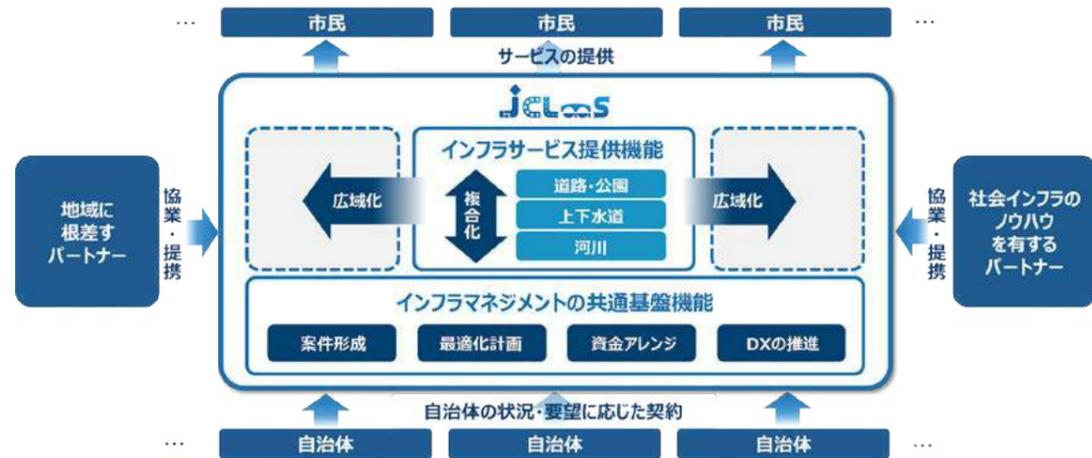 … 市民 市民 市民 …
サービスの提供
JCLaaS
インフラサービス提供機能
道路・公園
上下水道
河川
複合化
広域化
広域化
地域に
根差す
パートナー
協業・提携
協業・提携
社会インフラの
ノウハウ
を有する
パートナー
インフラマネジメントの共通基盤機能
案件形成 最適化計画 資金アレンジ DXの推進
自治体の状況・要望に応じた契約
… 自治体 自治体 自治体 …